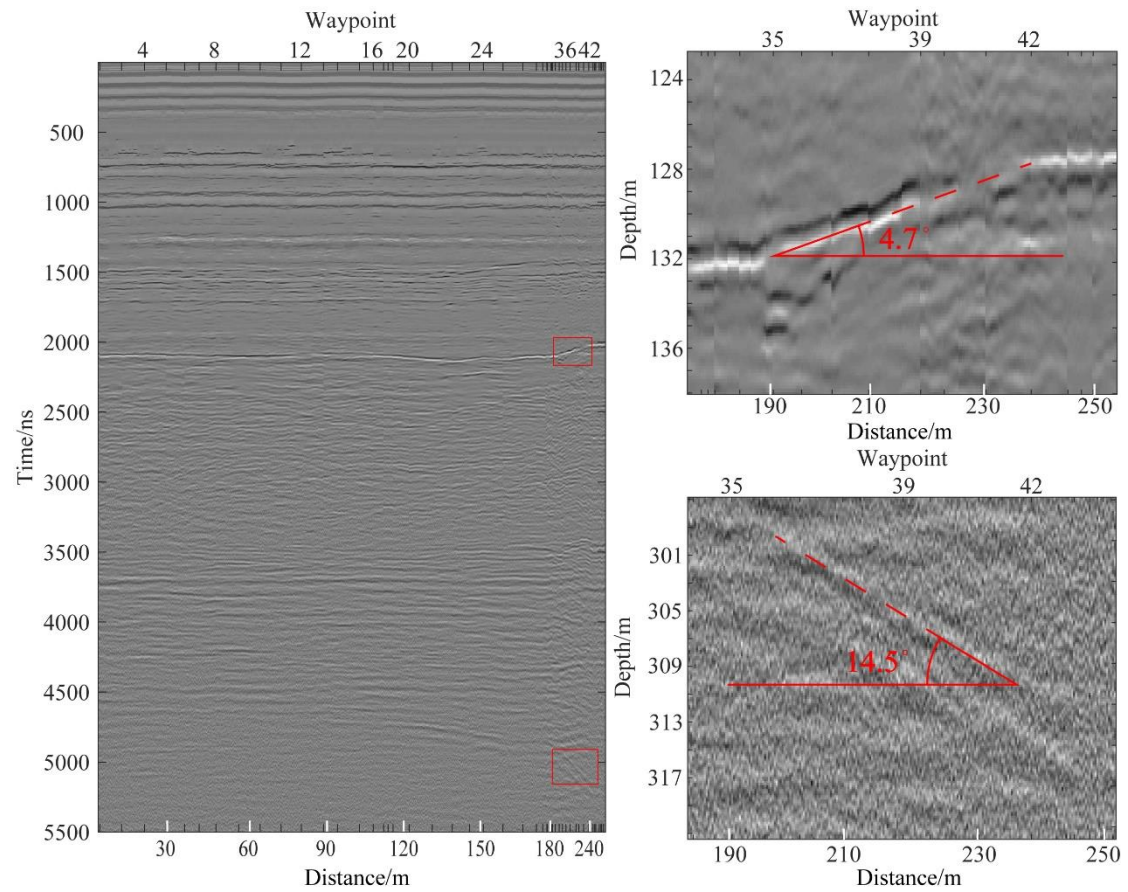 Waypoint
4 8 12 16 20 24 36 42
500
1000
1500
2000
2500
3000
3500
4000
4500
5000
5500
Time/ns
30 60 90 120 150 180 240
Distance/m
Waypoint
35 39 42
124
128
132
136
Depth/m
4.7°
190 210 230 250
Distance/m
Waypoint
35 39 42
301
305
309
313
317
Depth/m
14.5°
190 210 230 250
Distance/m